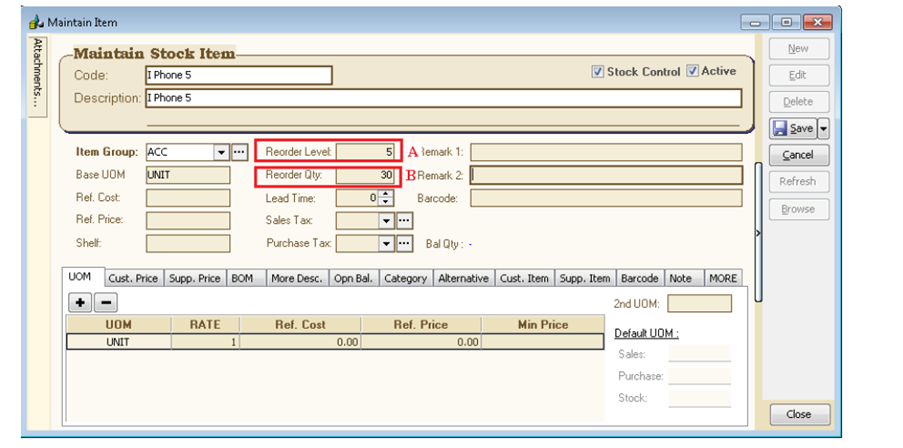 Maintain Item
Attachments...
Maintain Stock Item
Code: I Phone 5 Stock Control Active
Description: I Phone 5
Item Group: ACC Reorder Level: 5 A Remark 1:
Base UOM UNIT Reorder Qty: 30 B Remark 2:
Ref. Cost: Lead Time: 0 Barcode:
Ref. Price: Sales Tax:
Shelf: Purchase Tax: Bal Qty : -
UOM Cust. Price Supp. Price BOM More Desc. Opn Bal. Category Alternative Cust. Item Supp. Item Barcode Note MORE
2nd UOM:
UOM RATE Ref. Cost Ref. Price Min Price
UNIT 1 0.00 0.00
Default UOM :
Sales:
Purchase:
Stock:
New
Edit
Delete
Save
Cancel
Refresh
Browse
Close